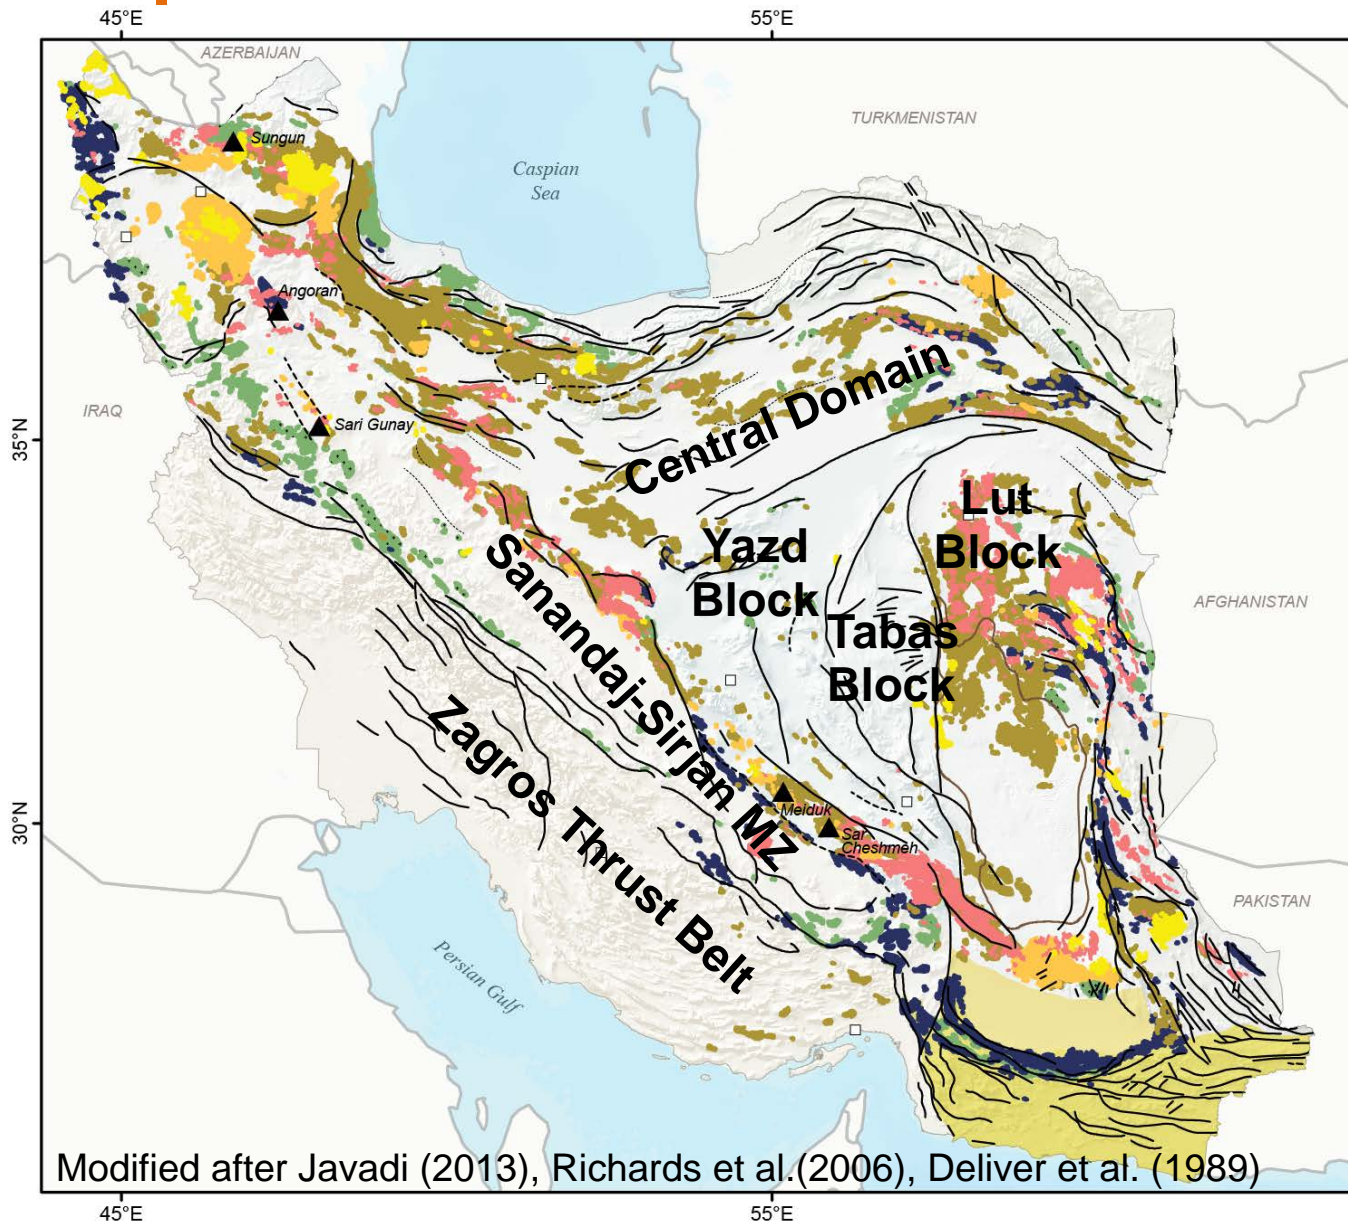 45°E
55°E
AZERBAIJAN
TURKMENISTAN
Sungun
Caspian
Sea
Angoran
IRAQ
Sari Gunay
35°N
Central Domain
Lut
Block
Yazd
Block
Tabas
Block
AFGHANISTAN
Sanandaj-Sirjan Mz
Zagros Thrust Belt
Meiduk
Sar
Cheshmeh
30°N
PAKISTAN
Persian Gulf
Modified after Javadi (2013), Richards et al.(2006), Deliver et al. (1989)
45°E
55°E